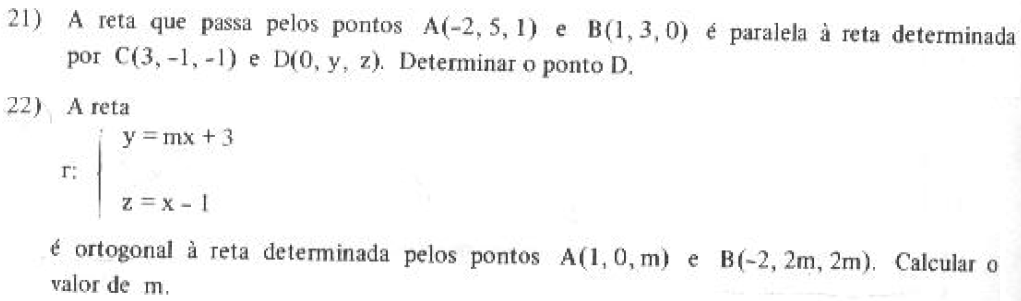 21) A reta que passa pelos pontos A(-2, 5, 1) e B(1, 3, 0) é paralela à reta determinada
por C(3, -1, -1) e D(0, y, z). Determinar o ponto D.
22) A reta
y = mx + 3
r:
z = x - 1
é ortogonal à reta determinada pelos pontos A(1, 0, m) e B(-2, 2m, 2m). Calcular o
valor de m.